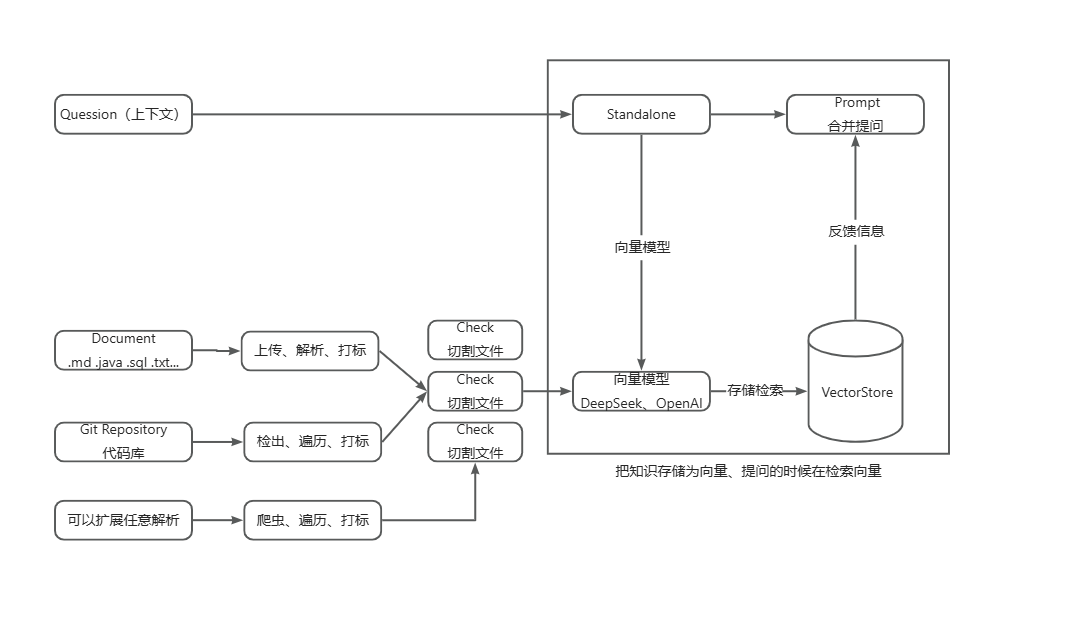 Quession（上下文）
Standalone
Prompt
合并提问
向量模型
反馈信息
Document
.md .java .sql .txt...
上传、解析、打标
Check
切割文件
Check
切割文件
向量模型
DeepSeek、OpenAI
存储检索
VectorStore
Git Repository
代码库
检出、遍历、打标
Check
切割文件
把知识存储为向量、提问的时候在检索向量
可以扩展任意解析
爬虫、遍历、打标